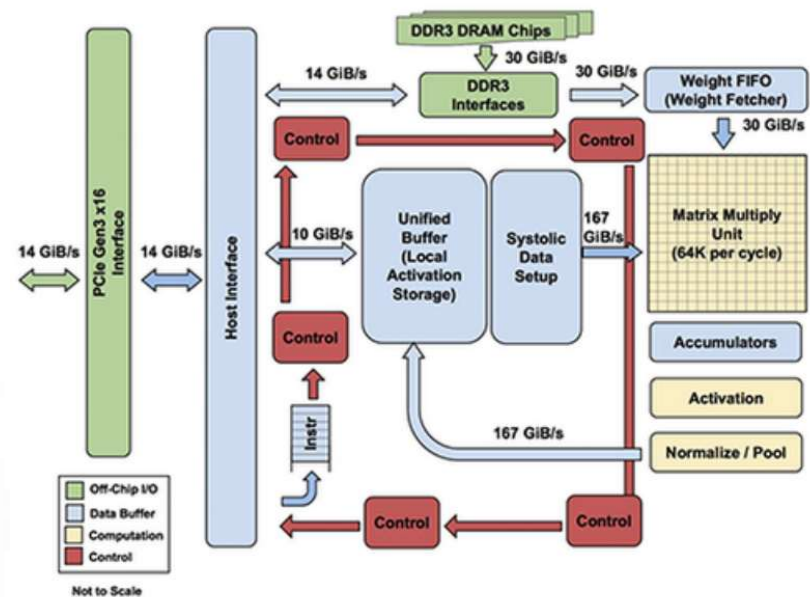 DDR3 DRAM Chips
30 GiB/s
14 GiB/s
30 GiB/s
DDR3
Interfaces
Weight FIFO
(Weight Fetcher)
30 GiB/s
Control
Control
PCIe Gen3 x16
Interface
Host Interface
14 GiB/s
14 GiB/s
10 GiB/s
Unified
Buffer
(Local
Activation
Storage)
Systolic
Data
Setup
167
GiB/s
Matrix Multiply
Unit
(64K per cycle)
Control
Accumulators
Activation
Instr
167 GiB/s
Normalize / Pool
Off-Chip I/O
Data Buffer
Computation
Control
Control
Control
Not to Scale